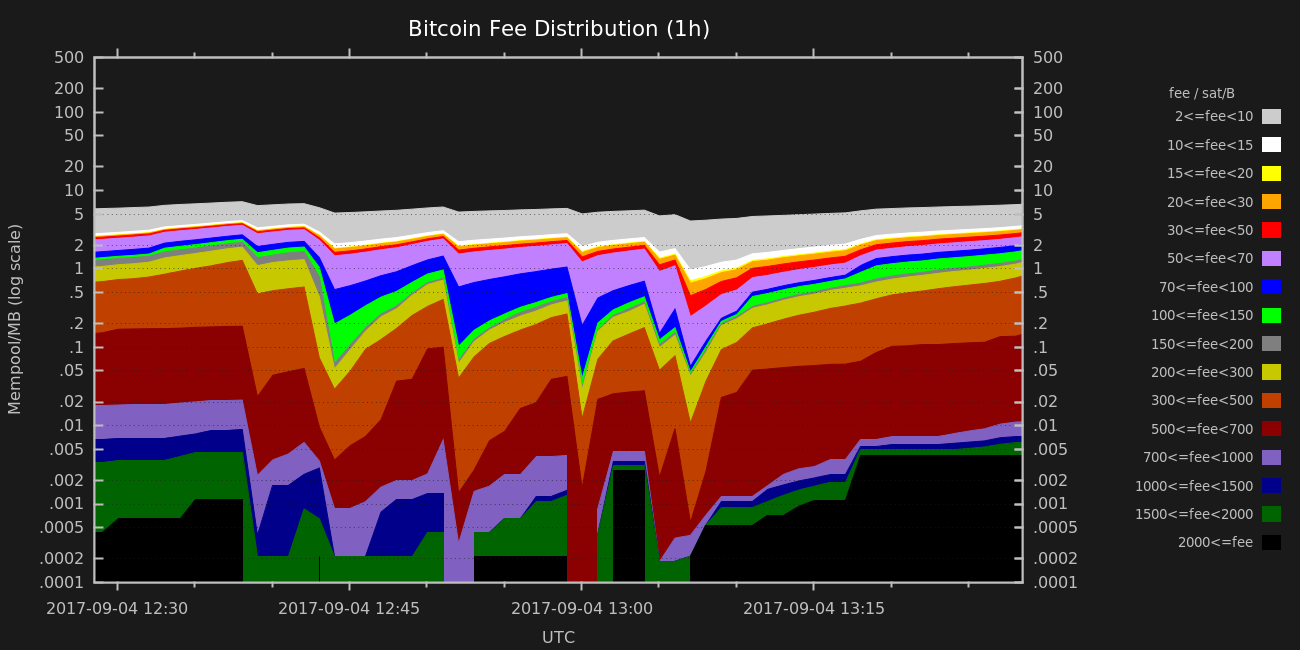 Bitcoin Fee Distribution (1h)
500 500
200 200
100 100
50 50
20 20
10 10
5 5
2 2
1 1
.5 .5
.2 .2
.1 .1
.05 .05
.02 .02
.01 .01
.005 .005
.002 .002
.001 .001
.0005 .0005
.0002 .0002
.0001 .0001
Mempool/MB (log scale)
2017-09-04 12:30 2017-09-04 12:45 2017-09-04 13:00 2017-09-04 13:15
UTC
fee / sat/B
2<=fee<10
10<=fee<15
15<=fee<20
20<=fee<30
30<=fee<50
50<=fee<70
70<=fee<100
100<=fee<150
150<=fee<200
200<=fee<300
300<=fee<500
500<=fee<700
700<=fee<1000
1000<=fee<1500
1500<=fee<2000
2000<=fee